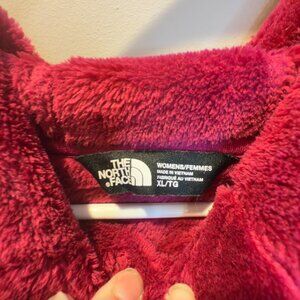 THE
NORTH
FACE
WOMENS/FEMMES
MADE IN VIETNAM
FABRIQUÉ AU VIETNAM
XL/TG